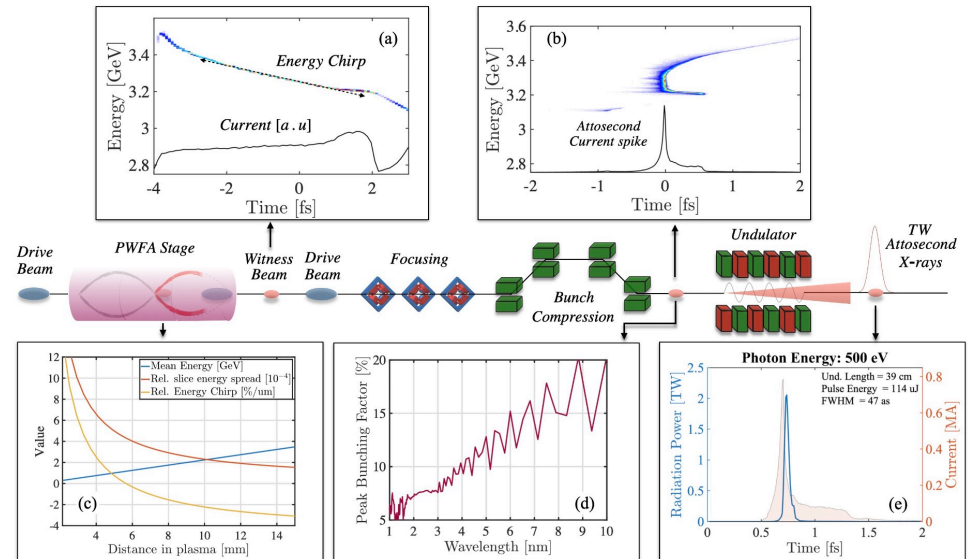 (a)
Energy Chirp
Current [a.u]
Energy [GeV]
3.4
3.2
3
2.8
-4
-2
0
2
Time [fs]
(b)
Attosecond
Current spike
Energy [GeV]
3.6
3.4
3.2
3
2.8
-2
-1
0
1
2
Time [fs]
Drive
Beam
PWFA Stage
Witness
Beam
Drive
Beam
Focusing
Bunch
Compression
Undulator
TW
Attosecond
X-rays
Mean Energy [GeV]
Rel. slice energy spread [10⁻⁴]
Rel. Energy Chirp [%/um]
(c)
Value
12
10
8
6
4
2
0
-2
-4
4
6
8
10
12
14
Distance in plasma [mm]
(d)
Peak Bunching Factor [%]
20
15
10
5
1
2
3
4
5
6
7
8
9
10
Wavelength [nm]
Photon Energy: 500 eV
Und. Length = 39 cm
Pulse Energy = 114 uJ
FWHM = 47 as
(e)
Radiation Power [TW]
2.5
2
1.5
1
0.5
0
Current [MA]
0.8
0.6
0.4
0.2
0
0
0.5
1
1.5
2
Time [fs]